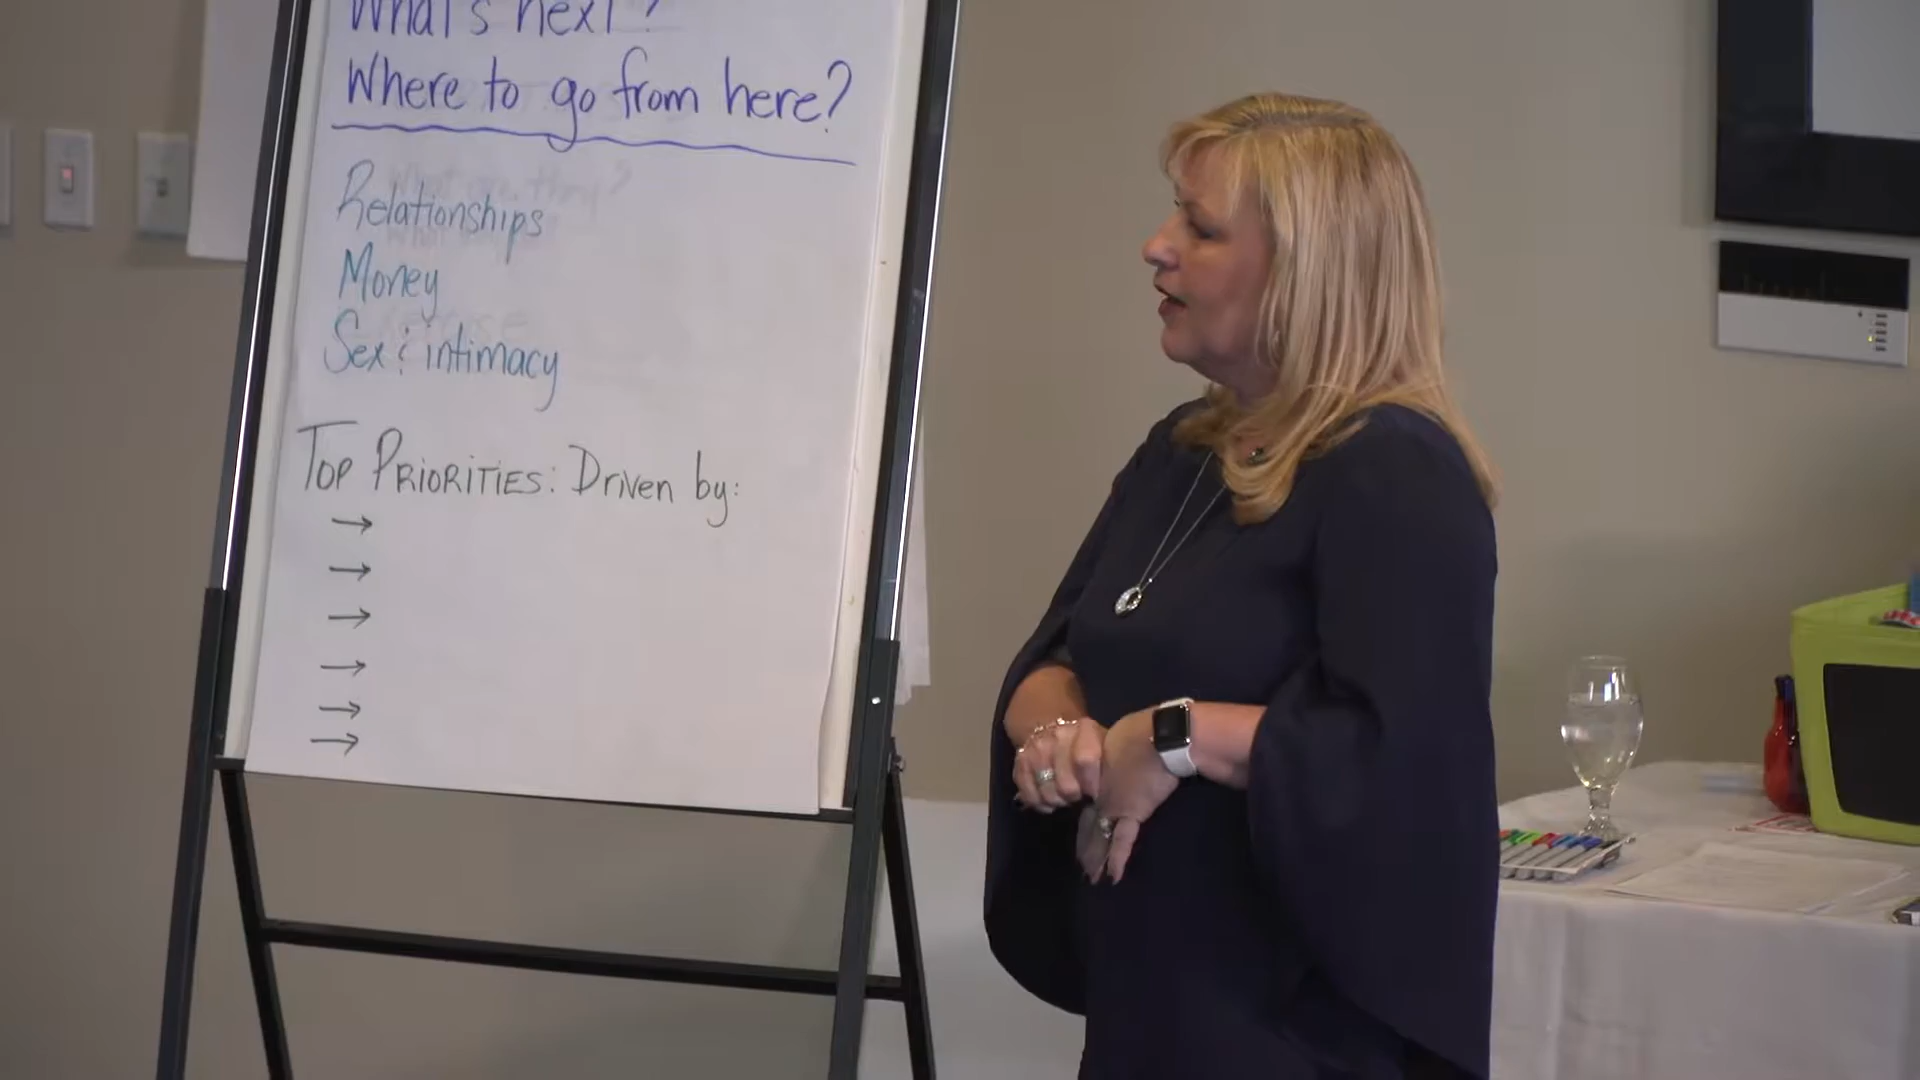 What's next?
Where to go from here?
Relationships
Money
Sex & intimacy
TOP PRIORITIES: Driven by:
→
→
→
→
→
→